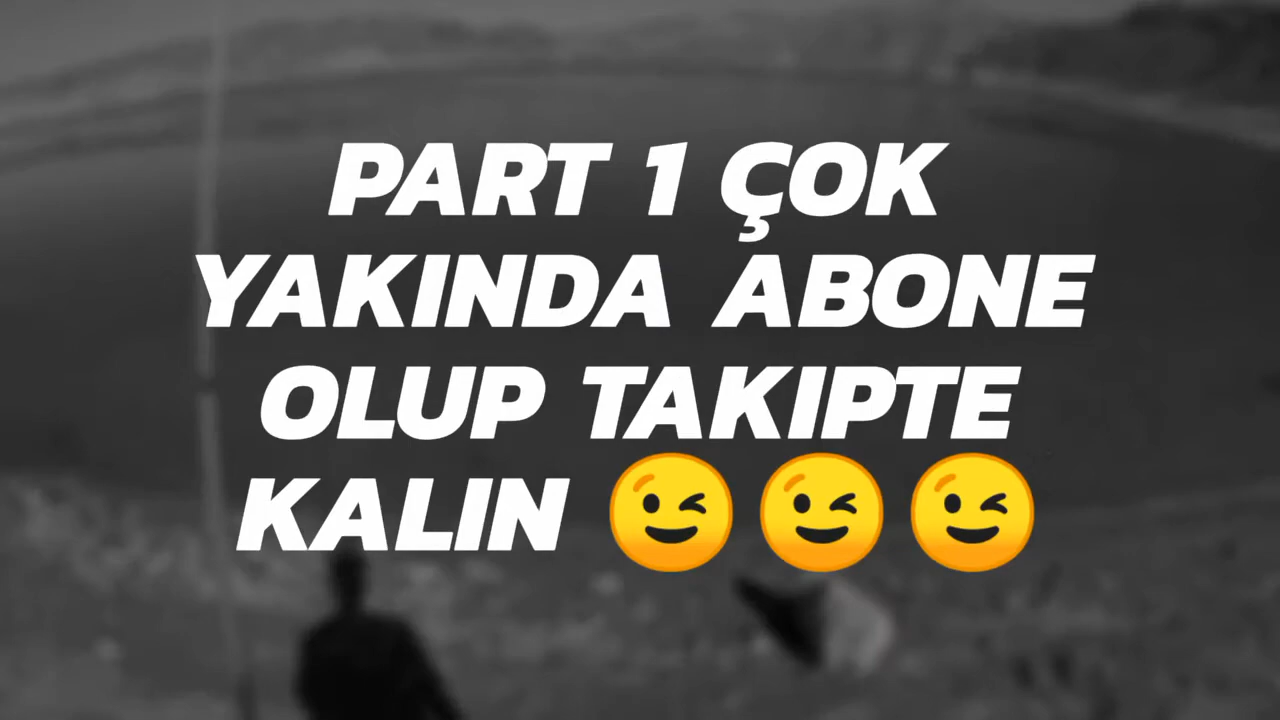 PART 1 ÇOK
YAKINDA ABONE
OLUP TAKIPTE
KALIN 😉😉😉